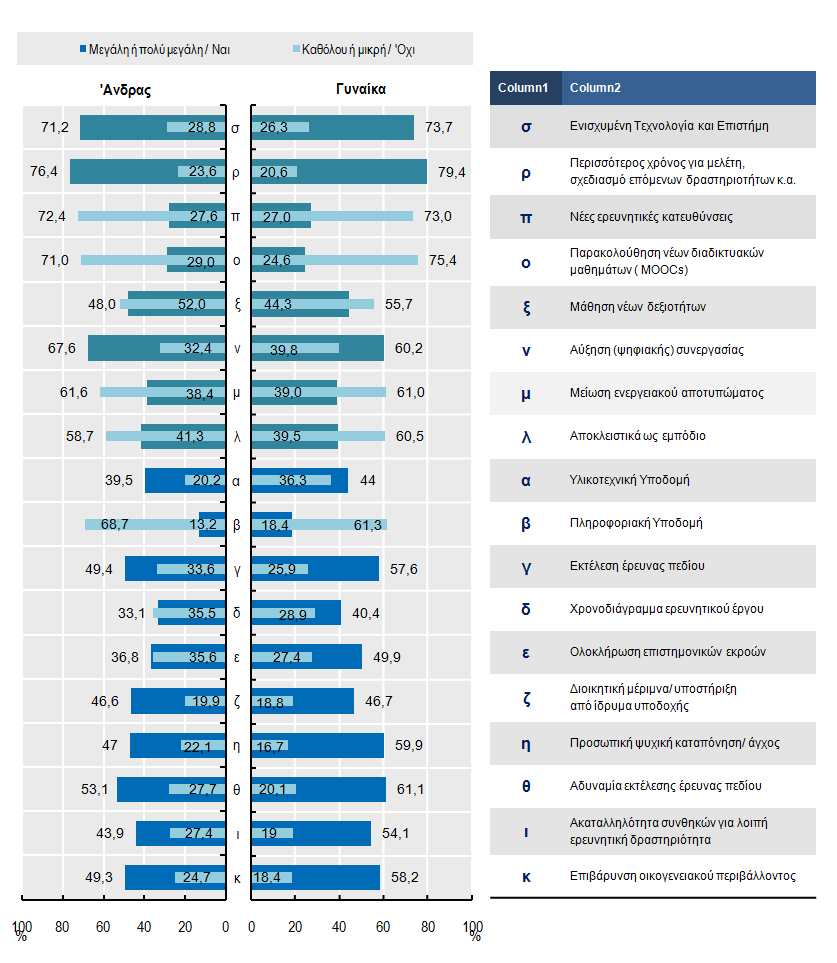 Μεγάλη ή πολύ μεγάλη / Ναι Καθόλου ή μικρή / 'Οχι
'Ανδρας Γυναίκα
71,2 28,8 σ 26,3 73,7
76,4 23,6 ρ 20,6 79,4
72,4 27,6 π 27,0 73,0
71,0 29,0 ο 24,6 75,4
48,0 52,0 ξ 44,3 55,7
67,6 32,4 ν 39,8 60,2
61,6 38,4 μ 39,0 61,0
58,7 41,3 λ 39,5 60,5
39,5 20,2 α 36,3 44
68,7 13,2 β 18,4 61,3
49,4 33,6 γ 25,9 57,6
33,1 35,5 δ 28,9 40,4
36,8 35,6 ε 27,4 49,9
46,6 19,9 ζ 18,8 46,7
47 22,1 η 16,7 59,9
53,1 27,7 θ 20,1 61,1
43,9 27,4 ι 19 54,1
49,3 24,7 κ 18,4 58,2
100 80 60 40 20 0 0 20 40 60 80 100
% %
Column1 Column2
σ Ενισχυμένη Τεχνολογία και Επιστήμη
ρ Περισσότερος χρόνος για μελέτη,
σχεδιασμό επόμενων δραστηριοτήτων κ.α.
π Νέες ερευνητικές κατευθύνσεις
ο Παρακολούθηση νέων διαδικτυακών
μαθημάτων ( MOOCs)
ξ Μάθηση νέων δεξιοτήτων
ν Αύξηση (ψηφιακής) συνεργασίας
μ Μείωση ενεργειακού αποτυπώματος
λ Αποκλειστικά ως εμπόδιο
α Υλικοτεχνική Υποδομή
β Πληροφοριακή Υποδομή
γ Εκτέλεση έρευνας πεδίου
δ Χρονοδιάγραμμα ερευνητικού έργου
ε Ολοκλήρωση επιστημονικών εκροών
ζ Διοικητική μέριμνα/ υποστήριξη
από ίδρυμα υποδοχής
η Προσωπική ψυχική καταπόνηση/ άγχος
θ Αδυναμία εκτέλεσης έρευνας πεδίου
ι Ακαταλληλότητα συνθηκών για λοιπή
ερευνητική δραστηριότητα
κ Επιβάρυνση οικογενειακού περιβάλλοντος